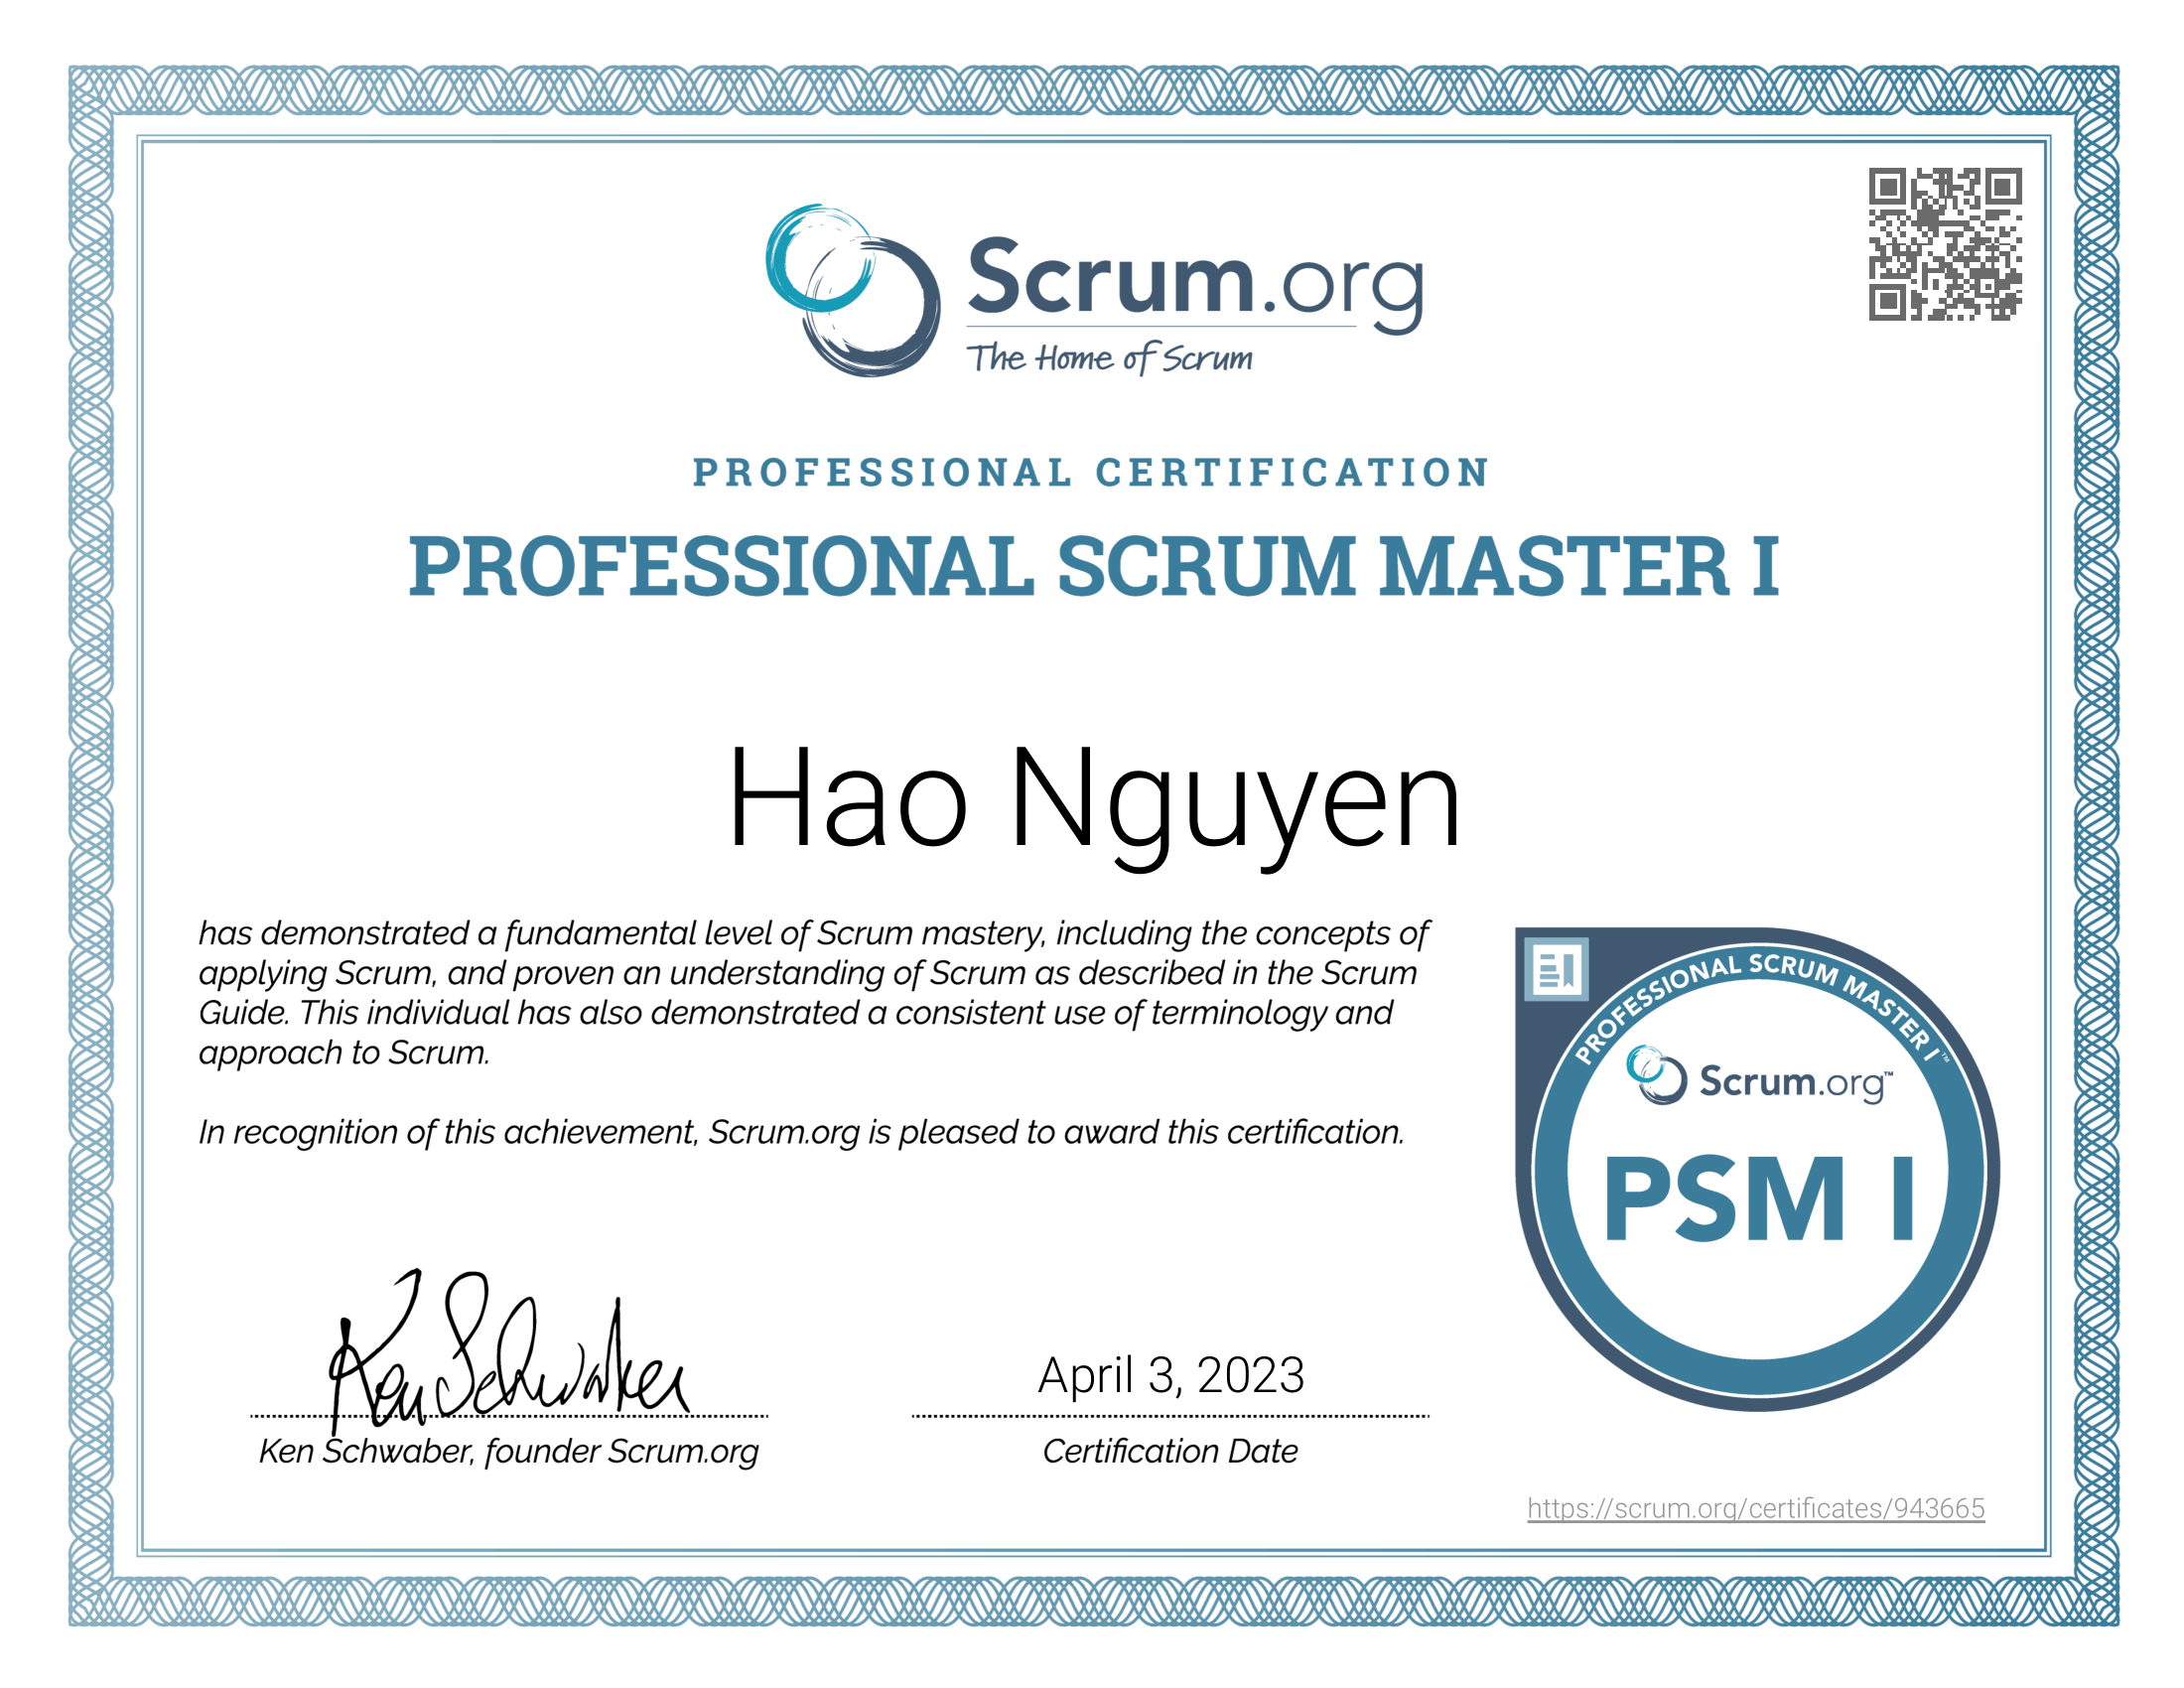 Scrum.org
The Home of Scrum
PROFESSIONAL CERTIFICATION
PROFESSIONAL SCRUM MASTER I
Hao Nguyen
has demonstrated a fundamental level of Scrum mastery, including the concepts of
applying Scrum, and proven an understanding of Scrum as described in the Scrum
Guide. This individual has also demonstrated a consistent use of terminology and
approach to Scrum.
In recognition of this achievement, Scrum.org is pleased to award this certification.
PROFESSIONAL SCRUM MASTER I™
Scrum.org™
PSM I
Ken Schwaber
Ken Schwaber, founder Scrum.org
April 3, 2023
Certification Date
https://scrum.org/certificates/943665